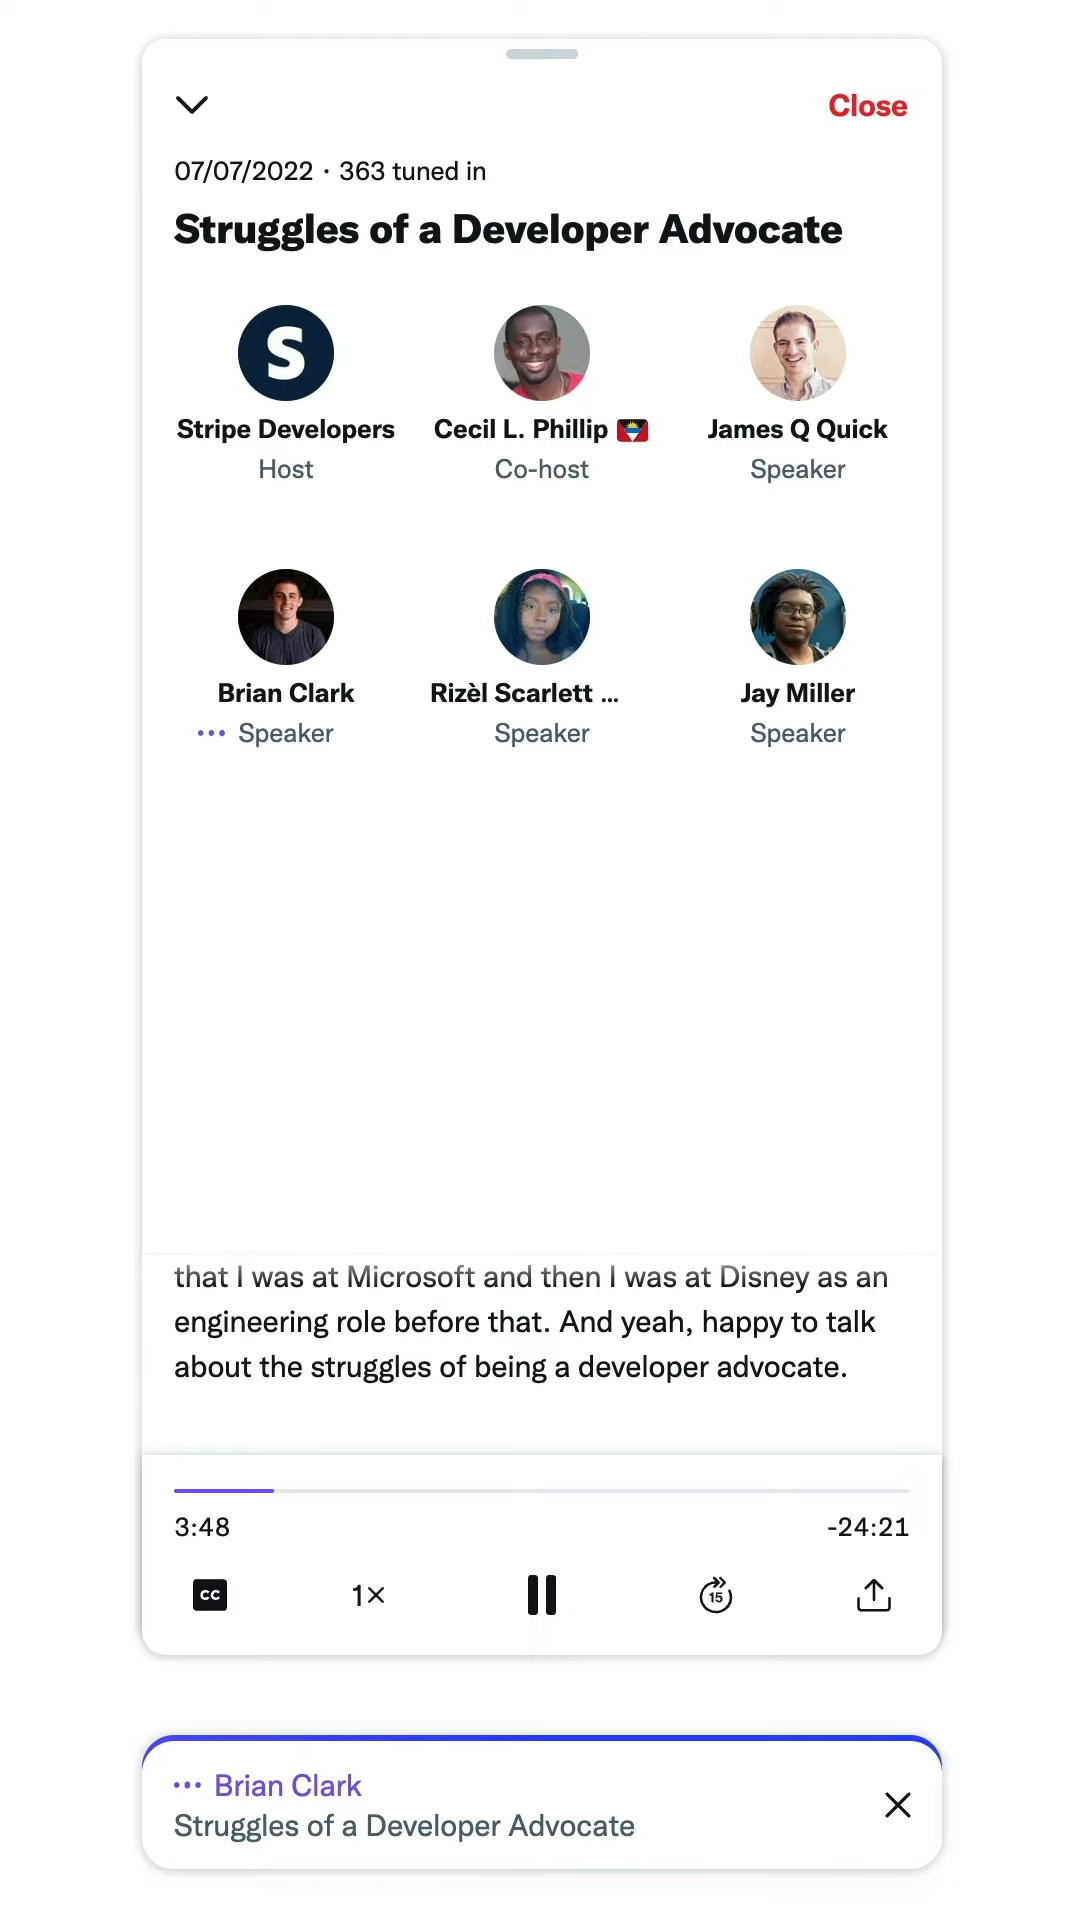 Close
07/07/2022 · 363 tuned in
Struggles of a Developer Advocate
S
Stripe Developers
Host
Cecil L. Phillip 🇦🇬
Co-host
James Q Quick
Speaker
Brian Clark
••• Speaker
Rizèl Scarlett ...
Speaker
Jay Miller
Speaker
that I was at Microsoft and then I was at Disney as an
engineering role before that. And yeah, happy to talk
about the struggles of being a developer advocate.
3:48
-24:21
CC
1×
15
••• Brian Clark
Struggles of a Developer Advocate